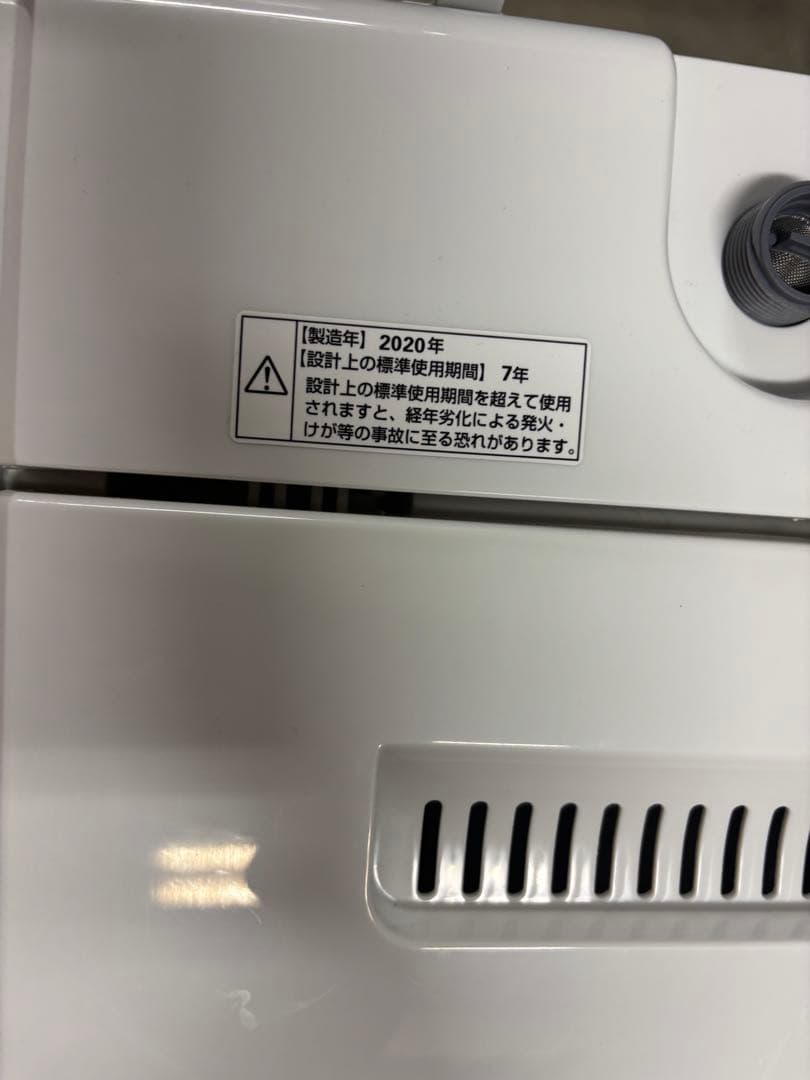 【製造年】 2020年
【設計上の標準使用期間】 7年
設計上の標準使用期間を超えて使用
されますと、経年劣化による発火・
けが等の事故に至る恐れがあります。